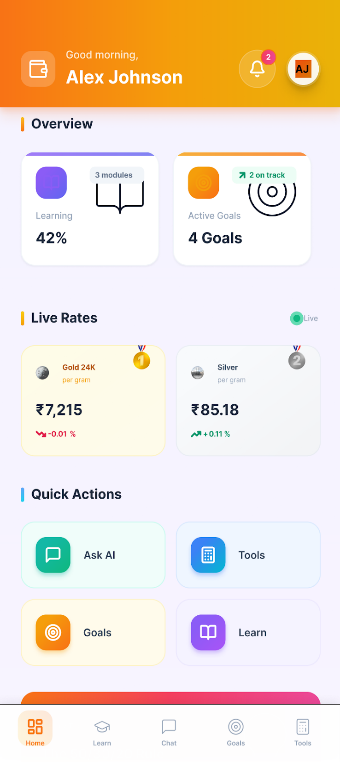 Good morning,
Alex Johnson
2
AJ
Overview
3 modules
Learning
42%
2 on track
Active Goals
4 Goals
Live Rates
Live
Gold 24K
per gram
1
₹7,215
-0.01 %
Silver
per gram
2
₹85.18
+0.11 %
Quick Actions
Ask AI
Tools
Goals
Learn
Home
Learn
Chat
Goals
Tools